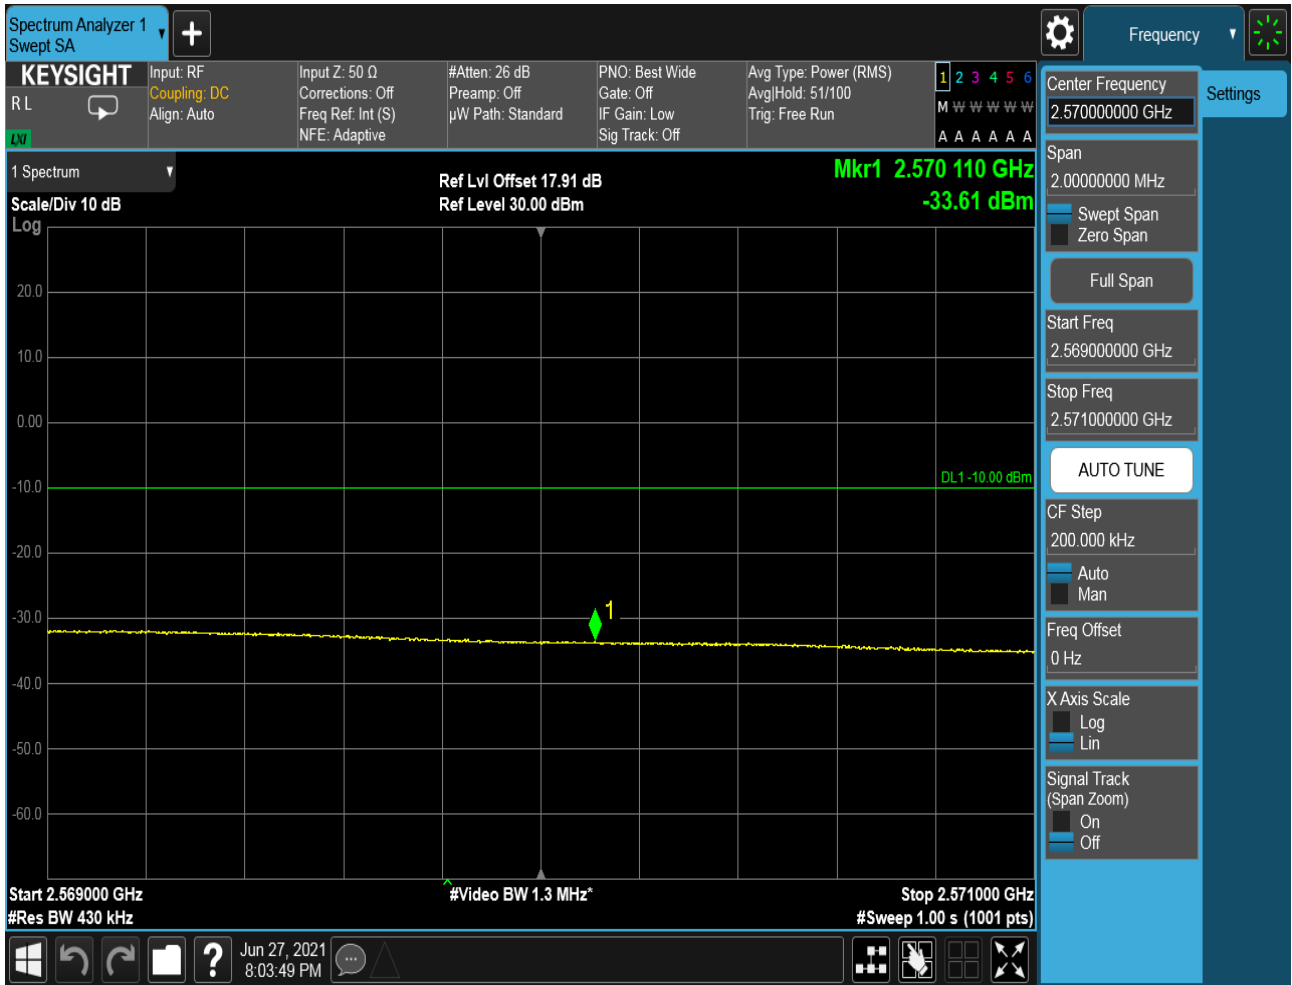 Spectrum Analyzer 1
Swept SA
Frequency
KEYSIGHT
R L
LXI
Input: RF
Coupling: DC
Align: Auto
Input Z: 50 Ω
Corrections: Off
Freq Ref: Int (S)
NFE: Adaptive
#Atten: 26 dB
Preamp: Off
µW Path: Standard
PNO: Best Wide
Gate: Off
IF Gain: Low
Sig Track: Off
Avg Type: Power (RMS)
Avg|Hold: 51/100
Trig: Free Run
1 2 3 4 5 6
M W W W W W
A A A A A A
1 Spectrum
Scale/Div 10 dB
Log
Ref Lvl Offset 17.91 dB
Ref Level 30.00 dBm
Mkr1 2.570 110 GHz
-33.61 dBm
20.0
10.0
0.00
-10.0
-20.0
-30.0
-40.0
-50.0
-60.0
DL1 -10.00 dBm
1
Start 2.569000 GHz
#Res BW 430 kHz
#Video BW 1.3 MHz*
Stop 2.571000 GHz
#Sweep 1.00 s (1001 pts)
Center Frequency
2.570000000 GHz
Settings
Span
2.00000000 MHz
Swept Span
Zero Span
Full Span
Start Freq
2.569000000 GHz
Stop Freq
2.571000000 GHz
AUTO TUNE
CF Step
200.000 kHz
Auto
Man
Freq Offset
0 Hz
X Axis Scale
Log
Lin
Signal Track
(Span Zoom)
On
Off
?
Jun 27, 2021
8:03:49 PM